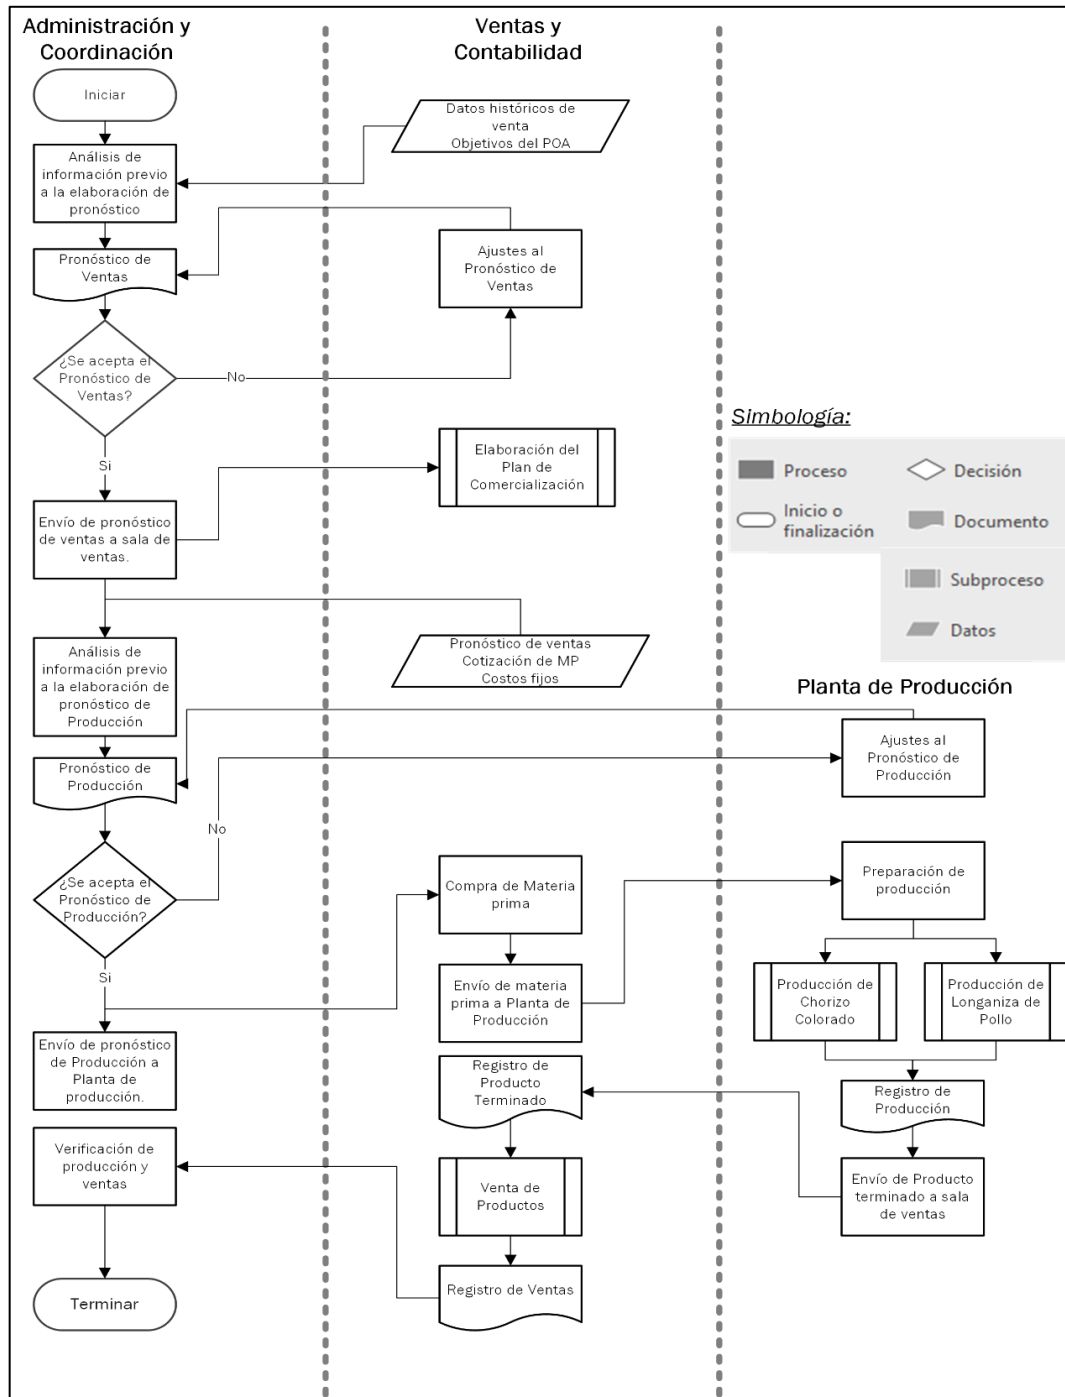 Administración y
Coordinación
Ventas y
Contabilidad
Iniciar
Datos históricos de
venta
Objetivos del POA
Análisis de
información previo
a la elaboración de
pronóstico
Pronóstico de
Ventas
Ajustes al
Pronóstico de
Ventas
¿Se acepta el
Pronóstico de
Ventas?
No
Si
Elaboración del
Plan de
Comercialización
Envío de pronóstico
de ventas a sala de
ventas.
Simbología:
Proceso
Decisión
Inicio o
finalización
Documento
Subproceso
Datos
Pronóstico de ventas
Cotización de MP
Costos fijos
Análisis de
información previo
a la elaboración de
pronóstico de
Producción
Planta de Producción
Ajustes al
Pronóstico de
Producción
Pronóstico de
Producción
No
¿Se acepta el
Pronóstico de
Producción?
Si
Compra de Materia
prima
Preparación de
producción
Envío de materia
prima a Planta de
Producción
Producción de
Chorizo
Colorado
Producción de
Longaniza de
Pollo
Envío de pronóstico
de Producción a
Planta de
producción.
Registro de
Producto
Terminado
Registro de
Producción
Verificación de
producción y
ventas
Venta de
Productos
Envío de Producto
terminado a sala
de ventas
Registro de Ventas
Terminar